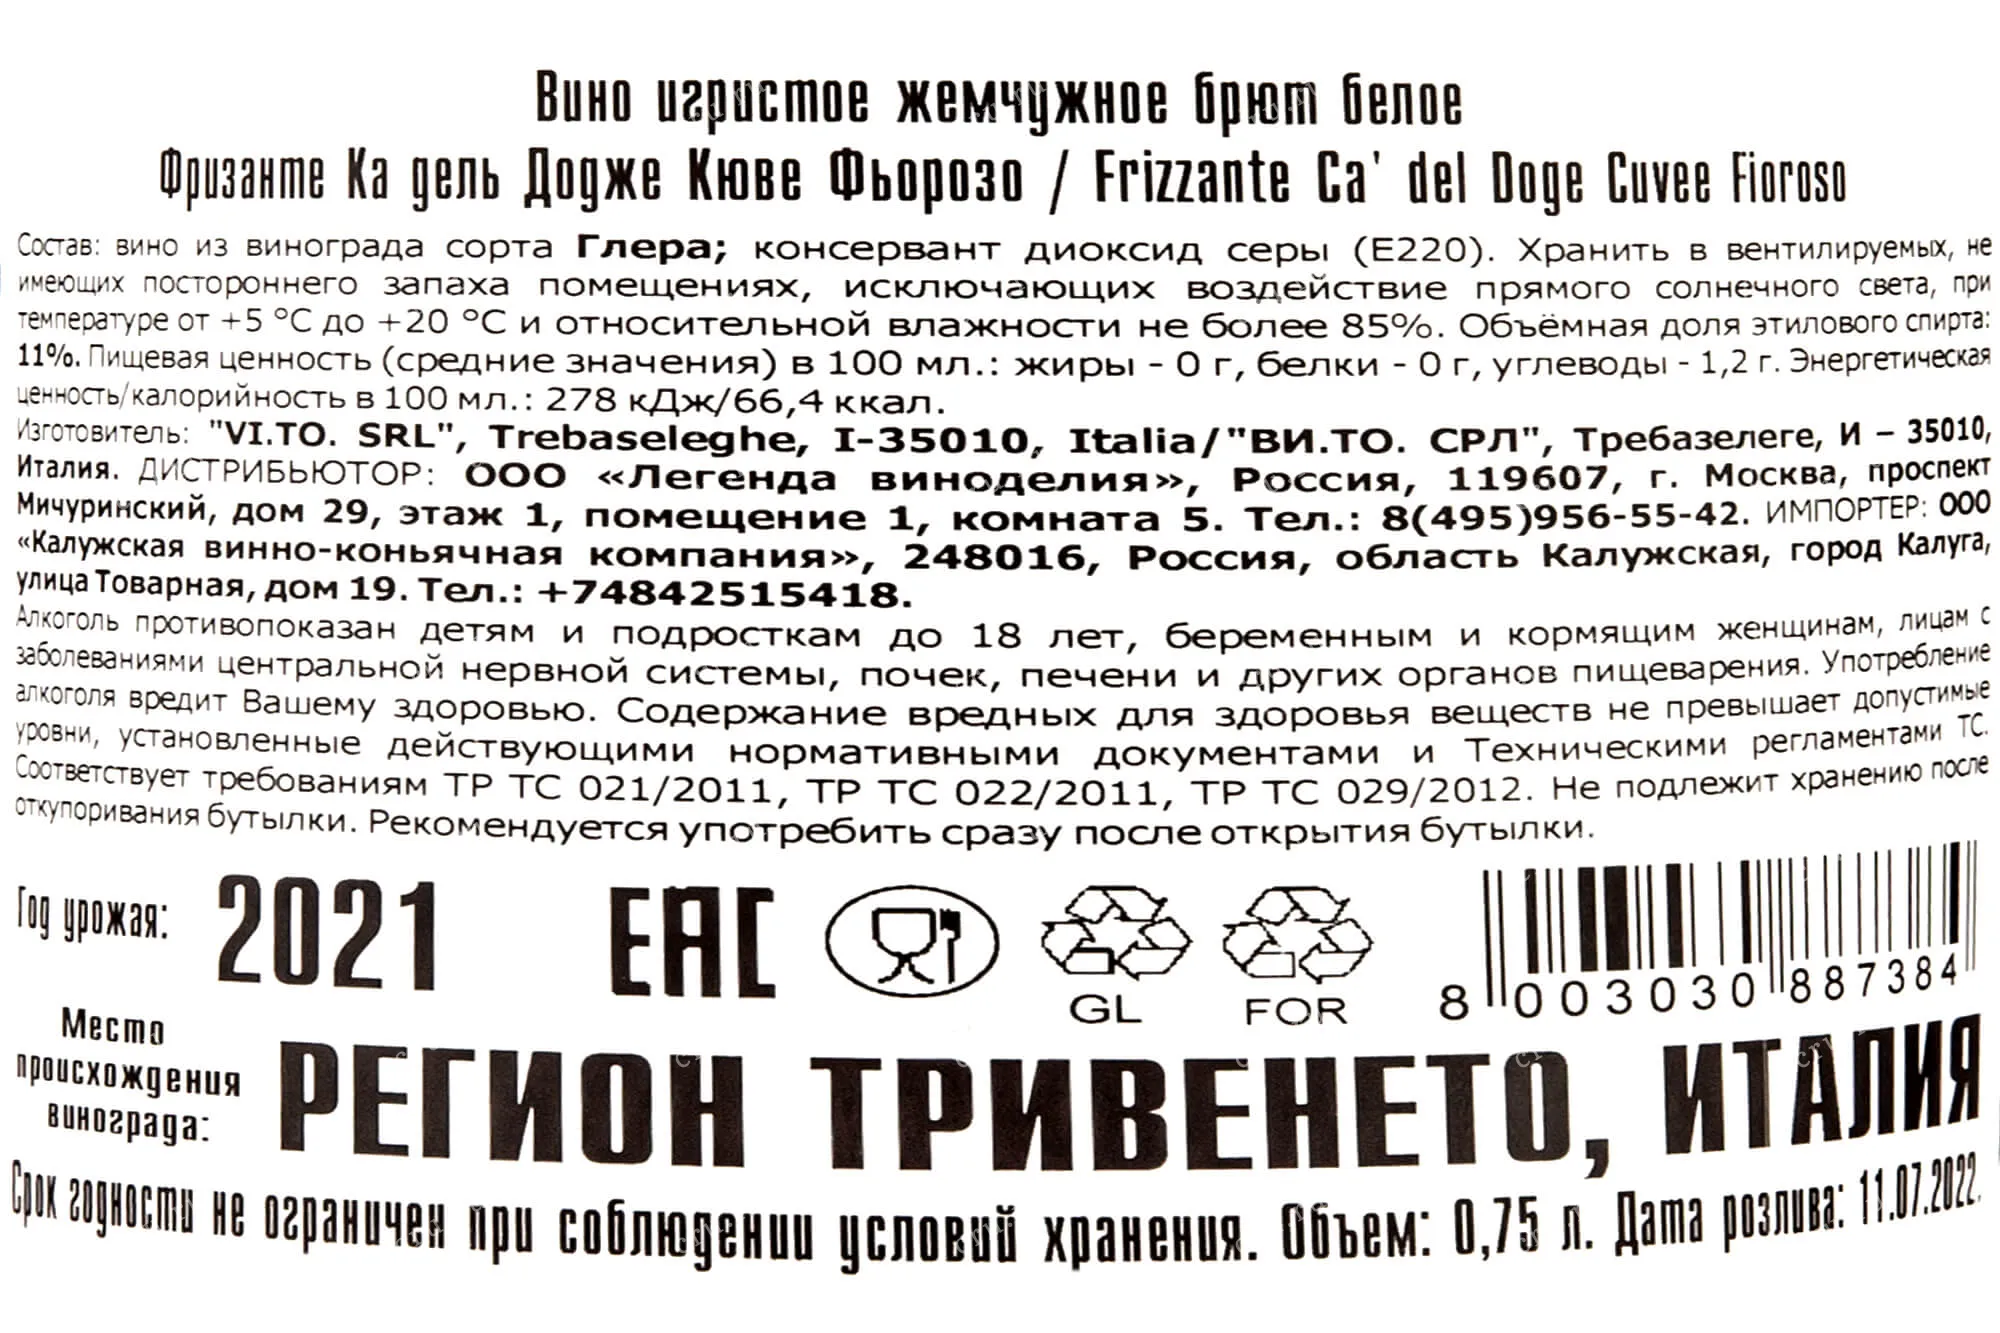 Вино игристое жемчужное брют белое
Фризанте Ка дель Додже Кюве Фьорозо / Frizzante Ca' del Doge Cuvee Fioroso
Состав: вино из винограда сорта Глера; консервант диоксид серы (Е220). Хранить в вентилируемых, не
имеющих постороннего запаха помещениях, исключающих воздействие прямого солнечного света, при
температуре от +5 °С до +20 °С и относительной влажности не более 85%. Объёмная доля этилового спирта:
11%. Пищевая ценность (средние значения) в 100 мл.: жиры - 0 г, белки - 0 г, углеводы - 1,2 г. Энергетическая
ценность/калорийность в 100 мл.: 278 кДж/66,4 ккал.
Изготовитель: "VI.TO. SRL", Trebaseleghe, I-35010, Italia/"ВИ.ТО. СРЛ", Требазелеге, И – 35010,
Италия. ДИСТРИБЬЮТОР: ООО «Легенда виноделия», Россия, 119607, г. Москва, проспект
Мичуринский, дом 29, этаж 1, помещение 1, комната 5. Тел.: 8(495)956-55-42. ИМПОРТЕР: ООО
«Калужская винно-коньячная компания», 248016, Россия, область Калужская, город Калуга,
улица Товарная, дом 19. Тел.: +74842515418.
Алкоголь противопоказан детям и подросткам до 18 лет, беременным и кормящим женщинам, лицам с
заболеваниями центральной нервной системы, почек, печени и других органов пищеварения. Употребление
алкоголя вредит Вашему здоровью. Содержание вредных для здоровья веществ не превышает допустимые
уровни, установленные действующими нормативными документами и Техническими регламентами ТС.
Соответствует требованиям ТР ТС 021/2011, ТР ТС 022/2011, ТР ТС 029/2012. Не подлежит хранению после
откупоривания бутылки. Рекомендуется употребить сразу после открытия бутылки.
Год урожая: 2021 EAC
GL FOR 8 003030 887384
Место
происхождения
винограда:
РЕГИОН ТРИВЕНЕТО, ИТАЛИЯ
Срок годности не ограничен при соблюдении условий хранения. Объем: 0,75 л. Дата розлива: 11.07.2022.